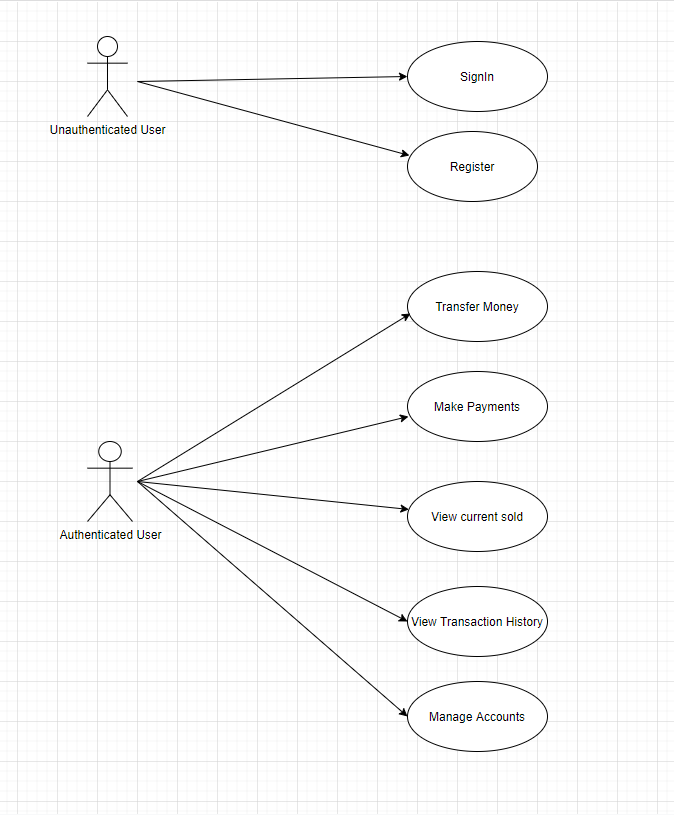 SignIn
Unauthenticated User
Register
Transfer Money
Make Payments
Authenticated User
View current sold
View Transaction History
Manage Accounts